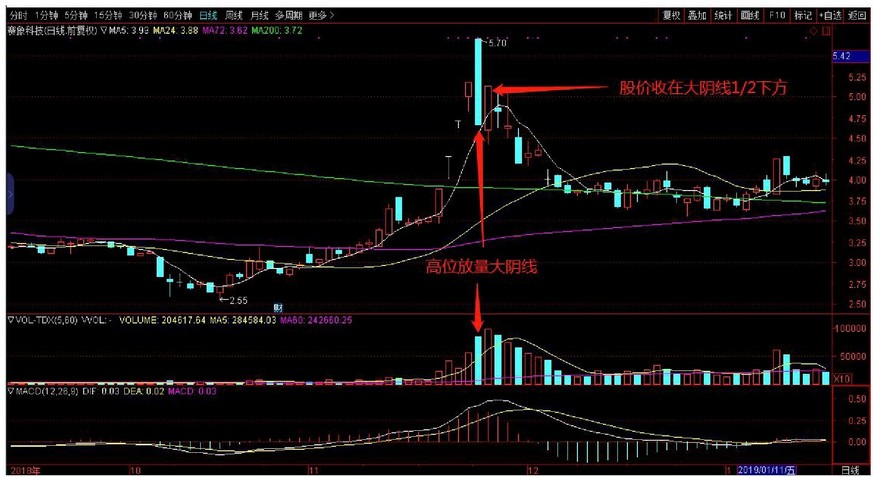 分时 1分钟 5分钟 15分钟 30分钟 60分钟 日线 周线 月线 多周期 更多> 复权 叠加 统计 画线 F10 标记 +自选 返回
赛象科技(日线.前复权) ▽MA5: 3.93 MA24: 3.88 MA72: 3.62 MA200: 3.72
5.70
5.42
5.25
股价收在大阴线1/2下方
5.00
4.75
4.50
4.25
4.00
3.75
3.50
高位放量大阴线
3.25
3.00
2.75
←2.55
财
2.50
▽VOL-TDX(5,60) VVOL: - VOLUME: 204617.64 MA5: 284584.03 MA60: 242660.25
100000
50000
X10
▽MACD(12,26,9) DIF: 0.03 DEA: 0.02 MACD: 0.03
0.50
0.25
0.00
2018年 10 11 12 1 2019/01/11/五 日线